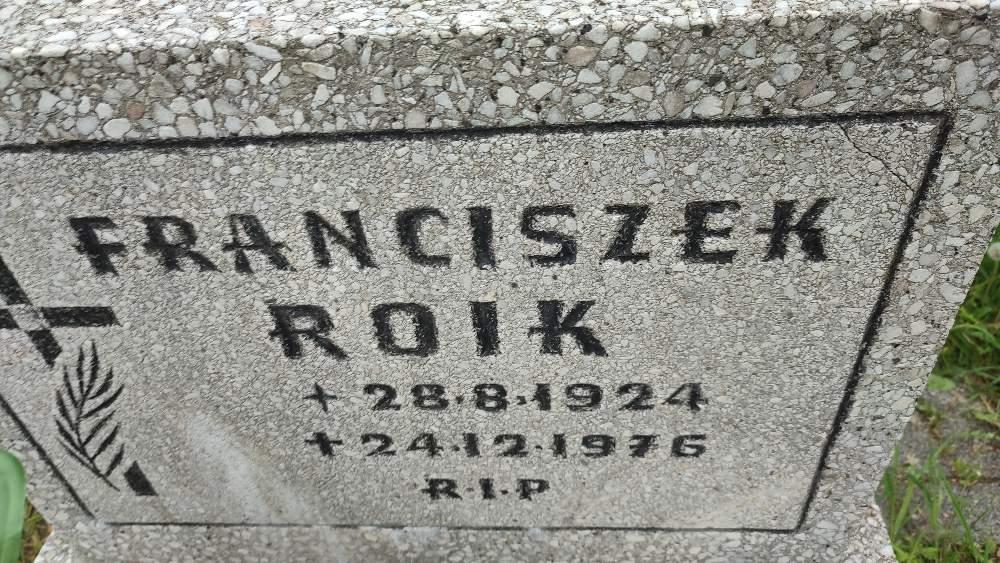 FRANCISZEK
ROIK
+ 28.8.1924
+ 24.12.1976
R.I.P